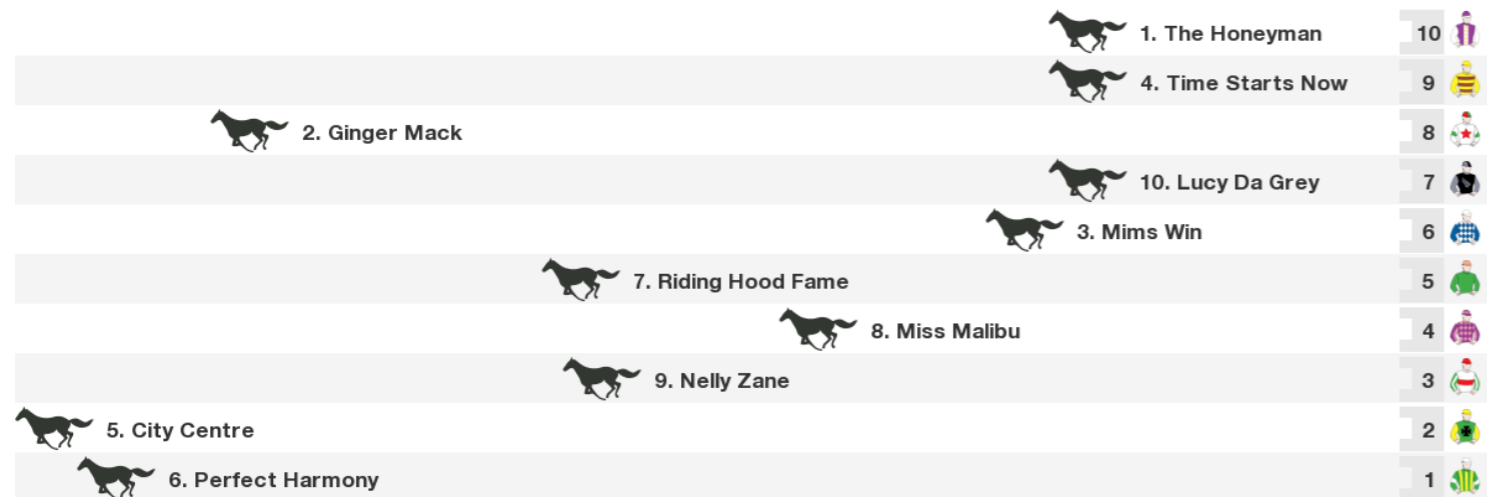 1. The Honeyman 10
4. Time Starts Now 9
2. Ginger Mack 8
10. Lucy Da Grey 7
3. Mims Win 6
7. Riding Hood Fame 5
8. Miss Malibu 4
9. Nelly Zane 3
5. City Centre 2
6. Perfect Harmony 1